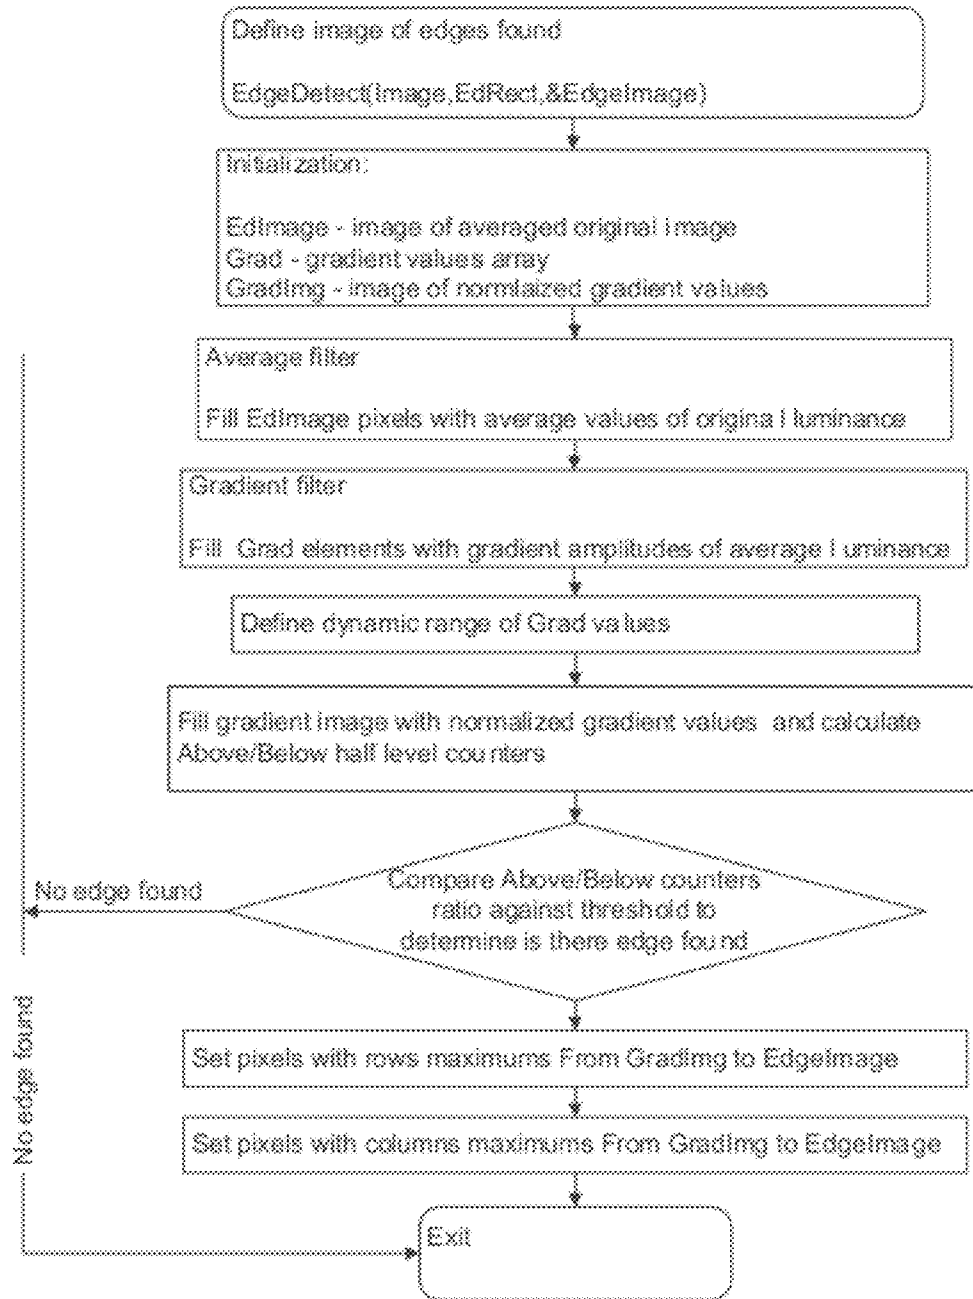 Define image of edges found
EdgeDetect(Image,EdRect,&EdgeImage)
Initialization:
EdImage - image of averaged original image
Grad - gradient values array
GradImg - image of normlaized gradient values
Average filter
Fill EdImage pixels with average values of original luminance
Gradient filter
Fill Grad elements with gradient amplitudes of average luminance
Define dynamic range of Grad values
Fill gradient image with normalized gradient values and calculate
Above/Below half level counters
Compare Above/Below counters
ratio against threshold to
determine is there edge found
No edge found
No edge found
Set pixels with rows maximums From GradImg to EdgeImage
Set pixels with columns maximums From GradImg to EdgeImage
Exit